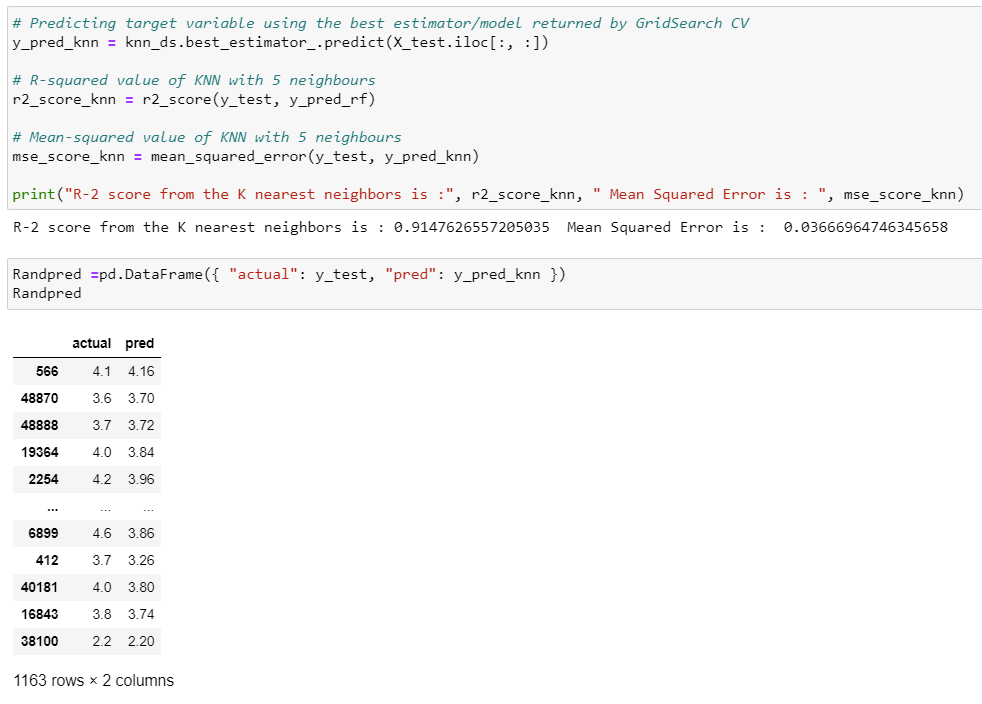 # Predicting target variable using the best estimator/model returned by GridSearch CV
y_pred_knn = knn_ds.best_estimator_.predict(X_test.iloc[:, :])
# R-squared value of KNN with 5 neighbours
r2_score_knn = r2_score(y_test, y_pred_rf)
# Mean-squared value of KNN with 5 neighbours
mse_score_knn = mean_squared_error(y_test, y_pred_knn)
print("R-2 score from the K nearest neighbors is :", r2_score_knn, " Mean Squared Error is : ", mse_score_knn)
R-2 score from the K nearest neighbors is : 0.9147626557205035  Mean Squared Error is :  0.03666964746345658
Randpred =pd.DataFrame({ "actual": y_test, "pred": y_pred_knn })
Randpred
actual pred
566 4.1 4.16
48870 3.6 3.70
48888 3.7 3.72
19364 4.0 3.84
2254 4.2 3.96
... ... ...
6899 4.6 3.86
412 3.7 3.26
40181 4.0 3.80
16843 3.8 3.74
38100 2.2 2.20
1163 rows × 2 columns